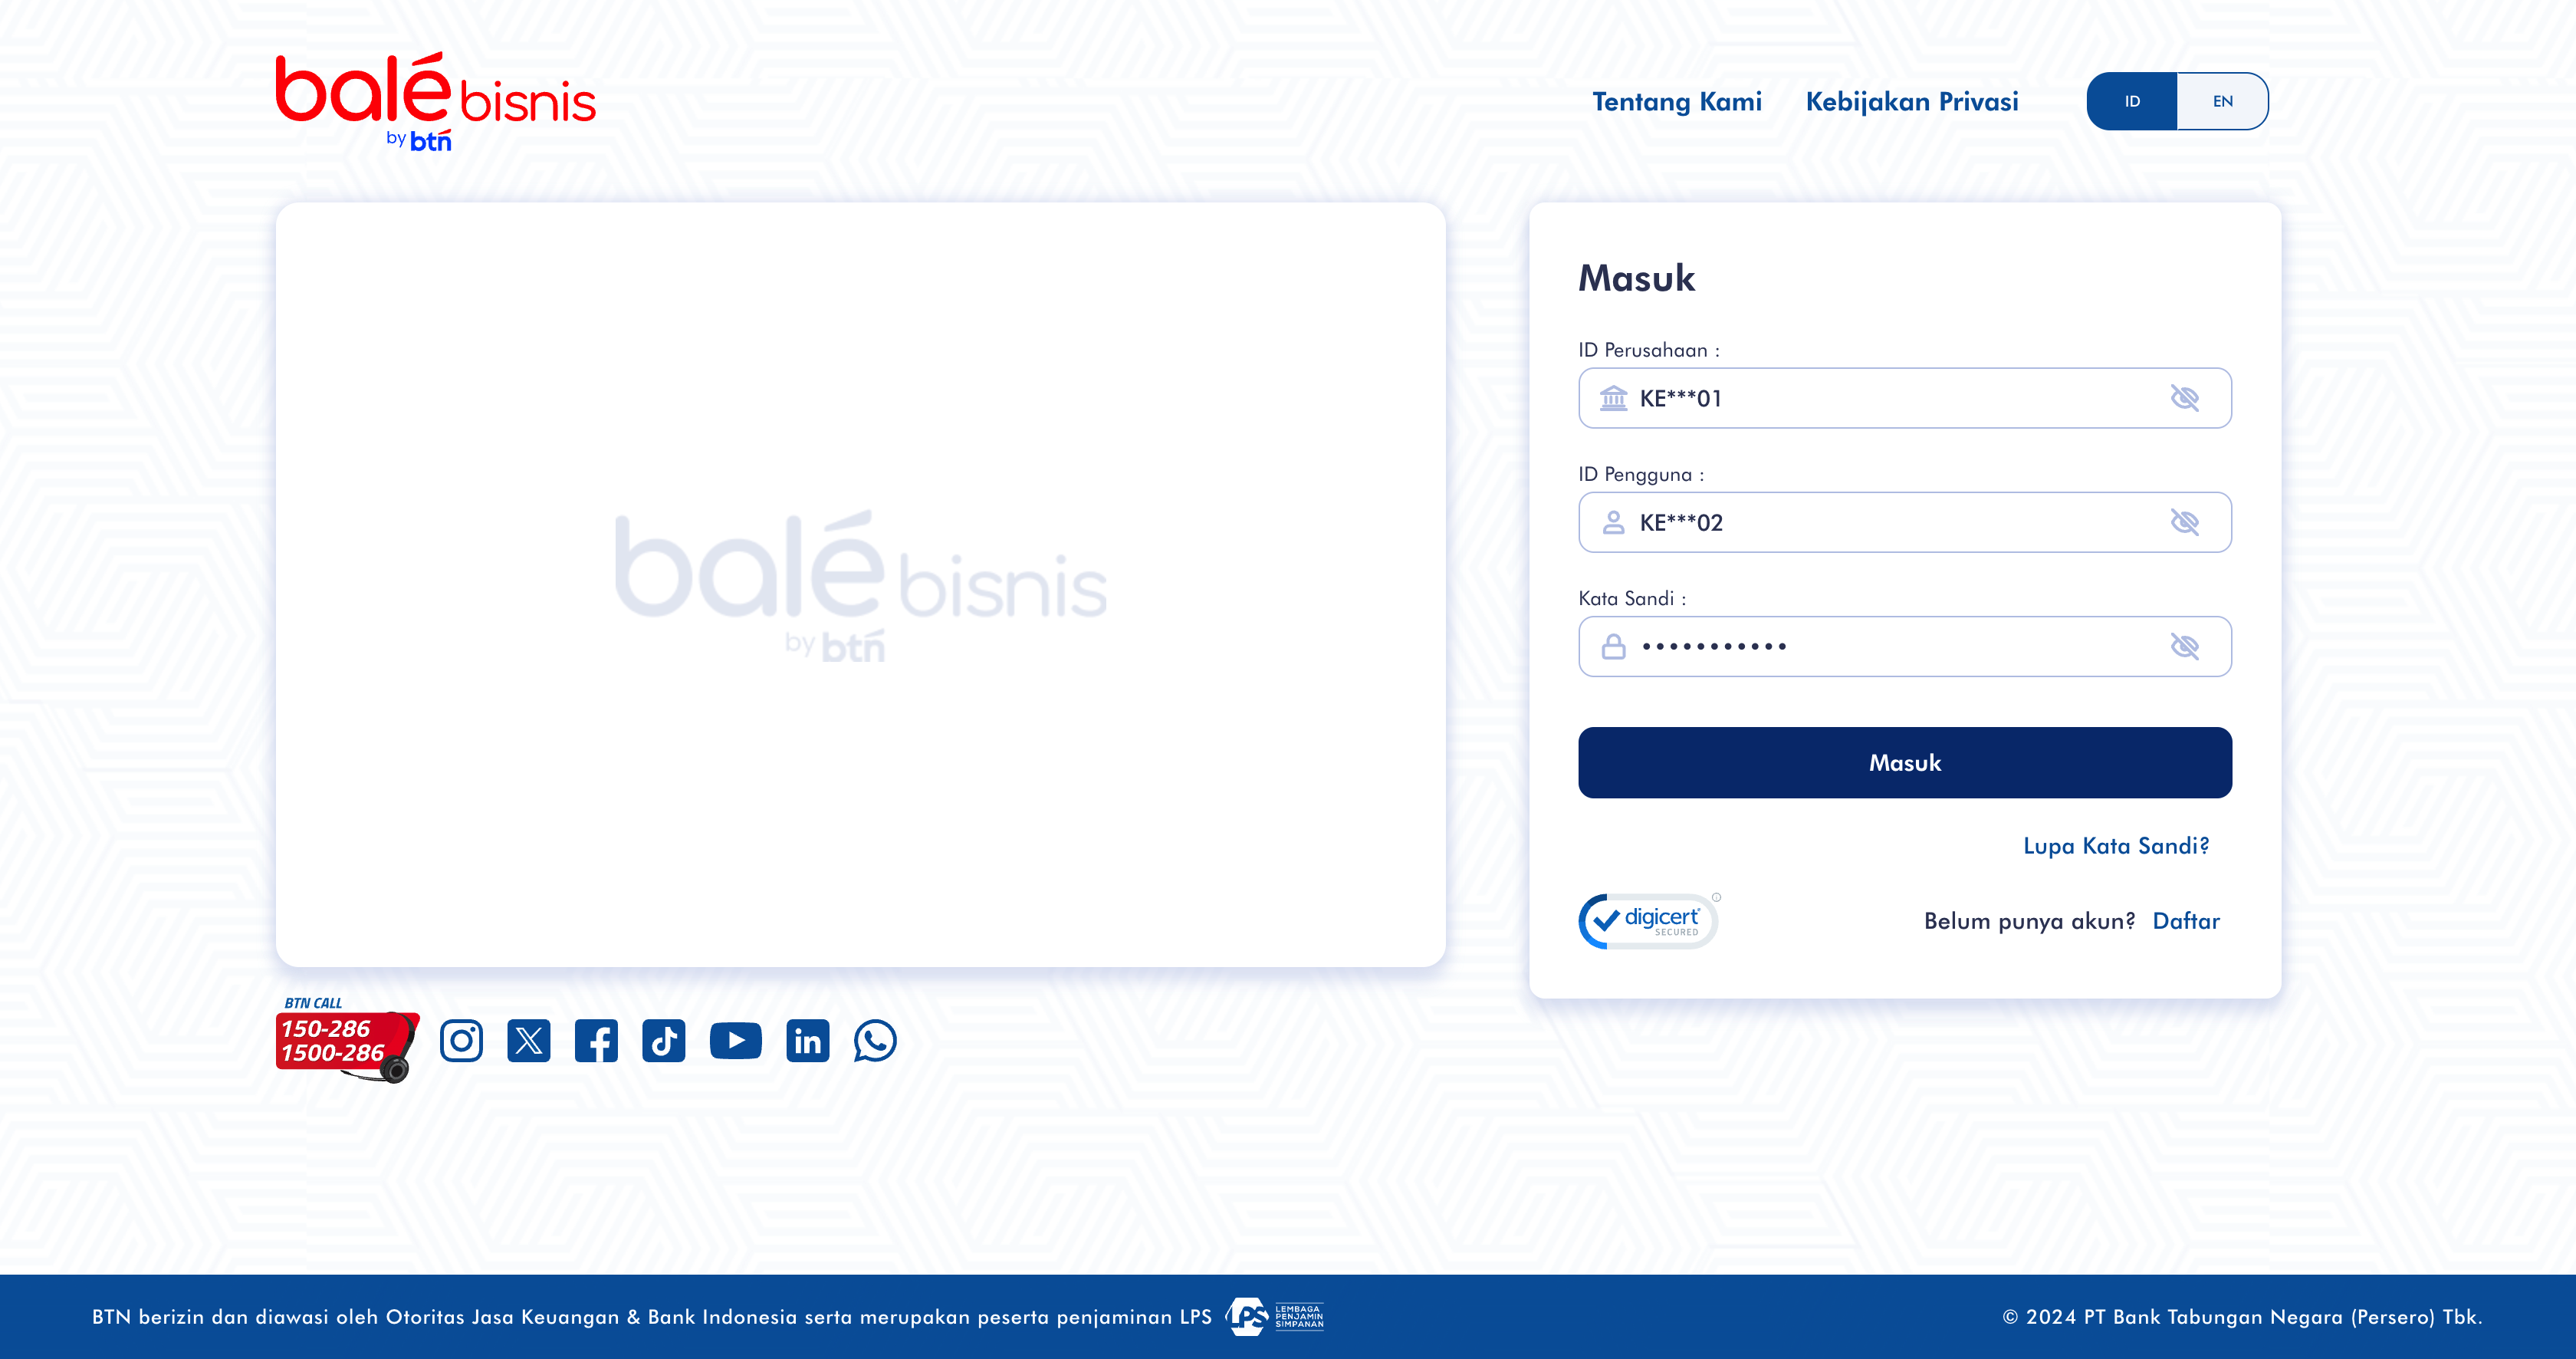 balé bisnis
by btn
Tentang Kami
Kebijakan Privasi
ID
EN
balé bisnis
by btn
Masuk
ID Perusahaan :
KE***01
ID Pengguna :
KE***02
Kata Sandi :
•••••••••••
Masuk
Lupa Kata Sandi?
digicert
SECURED
Belum punya akun? Daftar
BTN CALL
150-286
1500-286
BTN berizin dan diawasi oleh Otoritas Jasa Keuangan & Bank Indonesia serta merupakan peserta penjaminan LPS
LPS
LEMBAGA
PENJAMIN
SIMPANAN
© 2024 PT Bank Tabungan Negara (Persero) Tbk.